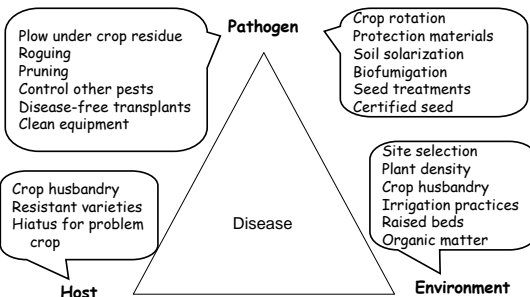 Pathogen
Plow under crop residue
Roguing
Pruning
Control other pests
Disease-free transplants
Clean equipment
Crop rotation
Protection materials
Soil solarization
Biofumigation
Seed treatments
Certified seed
Crop husbandry
Resistant varieties
Hiatus for problem
crop
Site selection
Plant density
Crop husbandry
Irrigation practices
Raised beds
Organic matter
Disease
Host
Environment